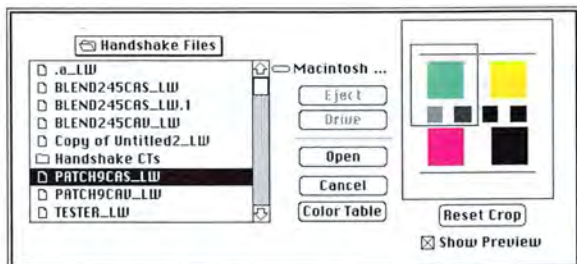 Handshake Files
.a_LW
BLEND245CAS_LW
BLEND245CAS_LW.1
BLEND245CAV_LW
Copy of Untitled2_LW
Handshake CTs
PATCH9CAS_LW
PATCH9CAV_LW
TESTER_LW
Macintosh ...
Eject
Drive
Open
Cancel
Color Table
Reset Crop
Show Preview